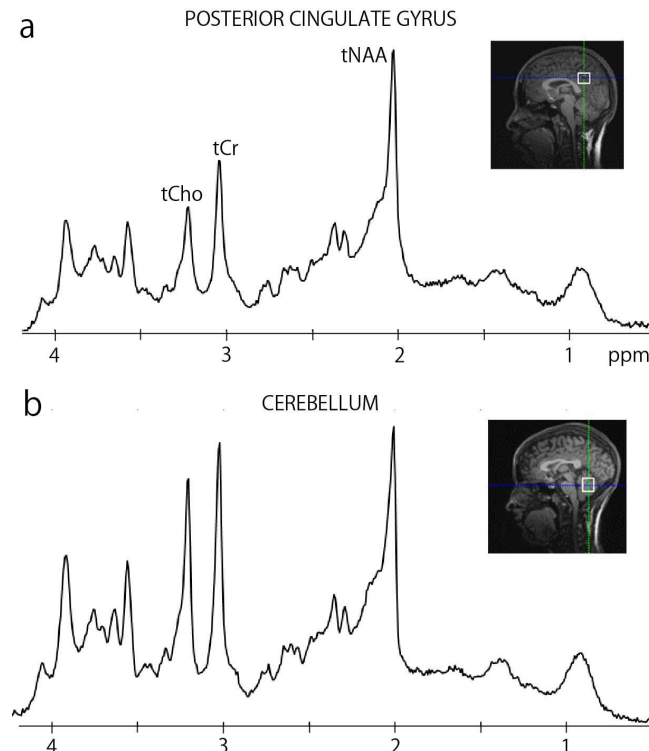 a
POSTERIOR CINGULATE GYRUS
tNAA
tCr
tCho
4 3 2 1 ppm
b
CEREBELLUM
4 3 2 1